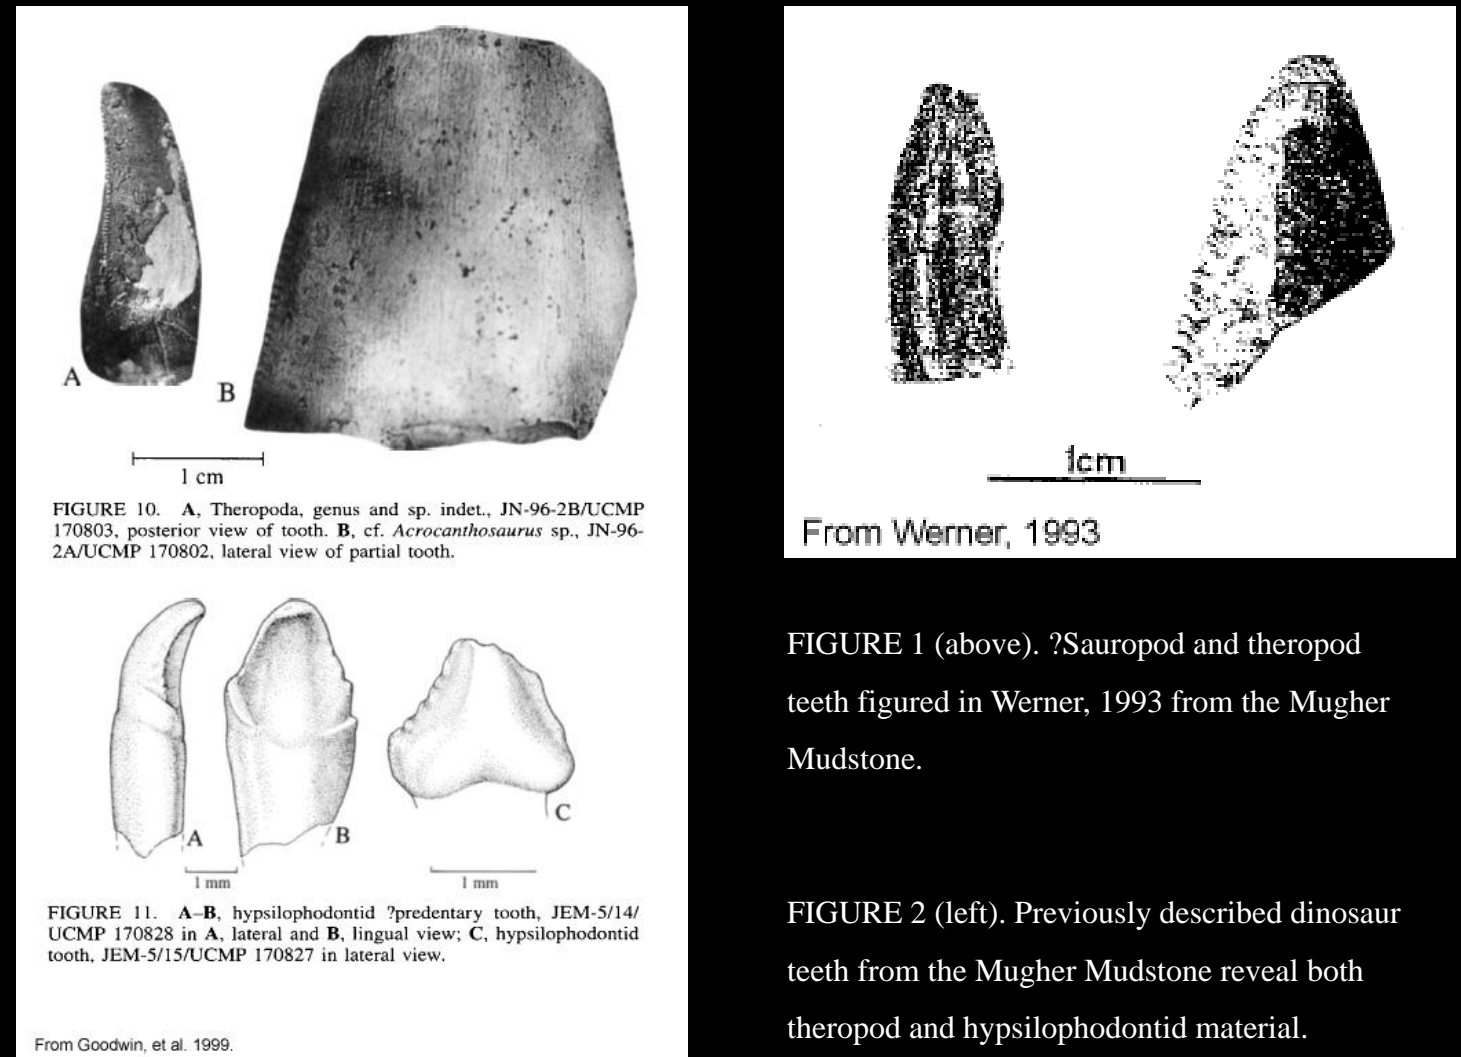 A
B
1 cm
FIGURE 10. A, Theropoda, genus and sp. indet., JN-96-2B/UCMP
170803, posterior view of tooth. B, cf. Acrocanthosaurus sp., JN-96-
2A/UCMP 170802, lateral view of partial tooth.
A
B
C
1 mm
1 mm
FIGURE 11. A–B, hypsilophodontid ?predentary tooth, JEM-5/14/
UCMP 170828 in A, lateral and B, lingual view; C, hypsilophodontid
tooth, JEM-5/15/UCMP 170827 in lateral view.
From Goodwin, et al. 1999.
1cm
From Werner, 1993
FIGURE 1 (above). ?Sauropod and theropod
teeth figured in Werner, 1993 from the Mugher
Mudstone.
FIGURE 2 (left). Previously described dinosaur
teeth from the Mugher Mudstone reveal both
theropod and hypsilophodontid material.